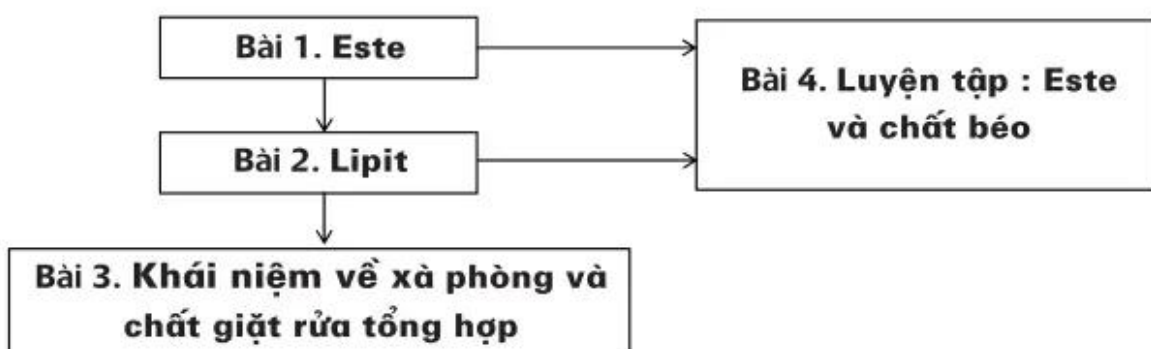 Bài 1. Este
Bài 4. Luyện tập : Este
và chất béo
Bài 2. Lipit
Bài 3. Khái niệm về xà phòng và
chất giặt rửa tổng hợp